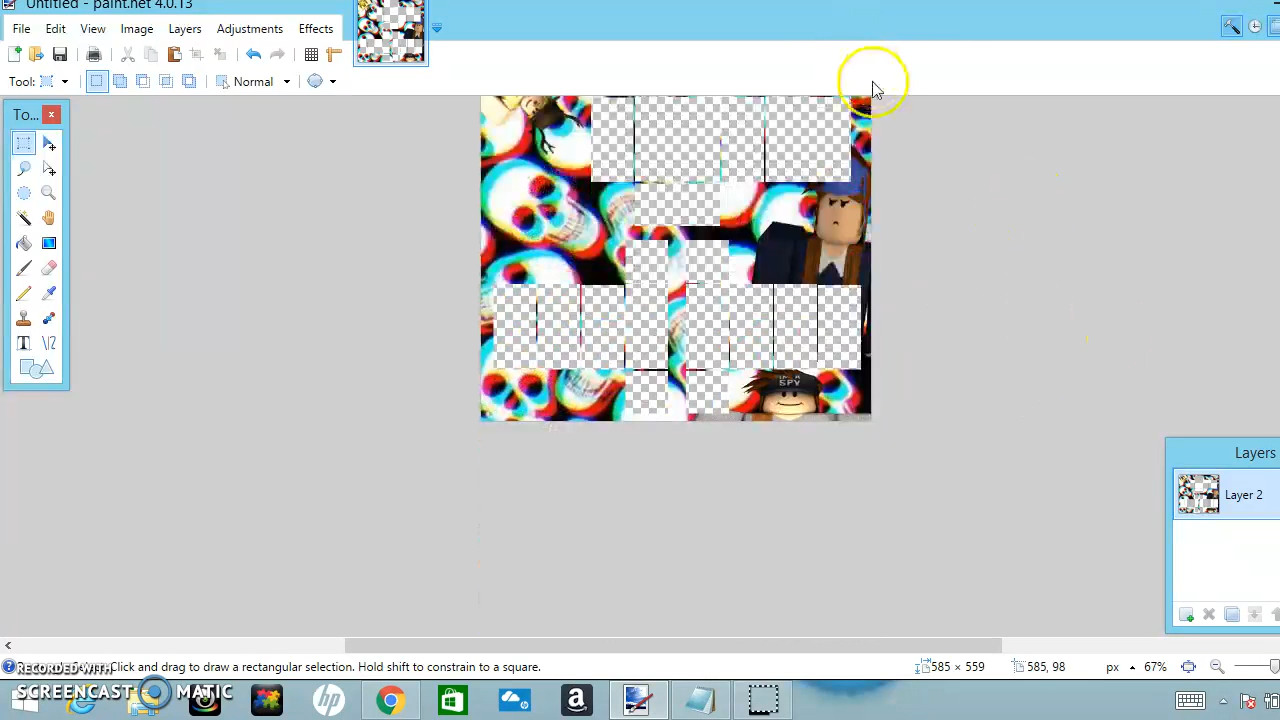 Untitled - paint.net 4.0.13
File Edit View Image Layers Adjustments Effects
Tool: Normal
To...
I'M A
SPY
Layers
Layer 2
RECORDED WITH
Click and drag to draw a rectangular selection. Hold shift to constrain to a square. 585 × 559 585, 98 px 67%
SCREENCAST MATIC
hp a